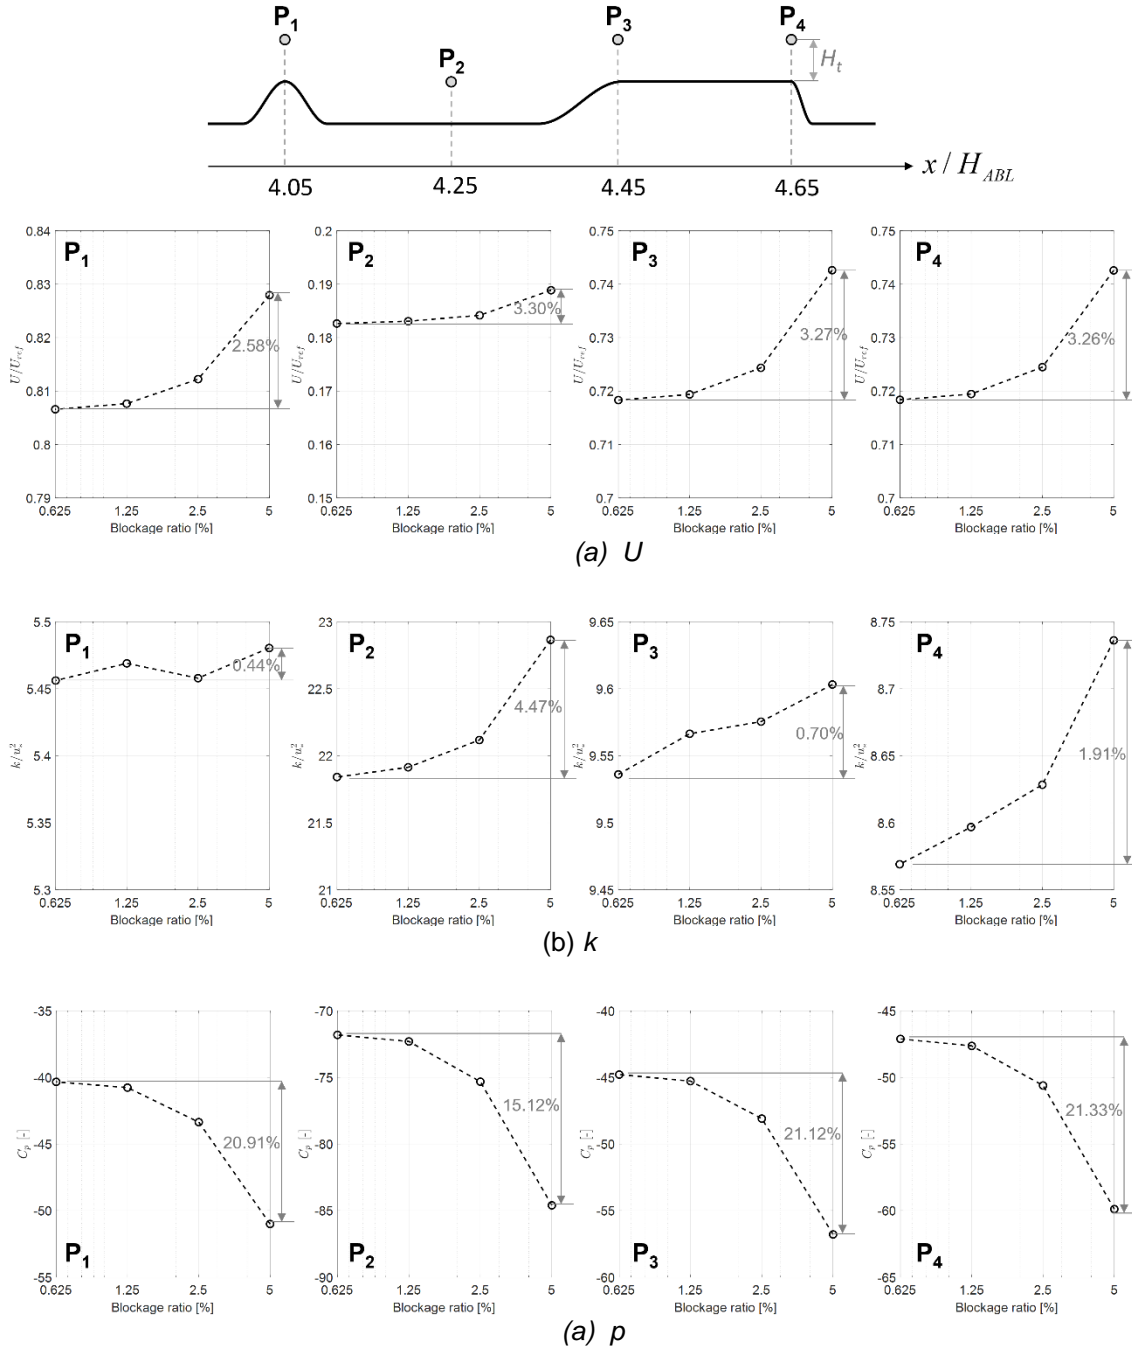 P1 P2 P3 P4
Ht
4.05 4.25 4.45 4.65
x / HABL
P1 P2 P3 P4
0.84 0.2 0.75 0.75
0.83 0.19 0.74 0.74
0.82 0.18 0.73 0.73
0.81 0.17 0.72 0.72
0.8 0.16 0.71 0.71
0.79 0.15 0.7 0.7
U/Uref U/Uref U/Uref U/Uref
2.58% 3.30% 3.27% 3.26%
0.625 1.25 2.5 5 0.625 1.25 2.5 5 0.625 1.25 2.5 5 0.625 1.25 2.5 5
Blockage ratio [%] Blockage ratio [%] Blockage ratio [%] Blockage ratio [%]
(a) U
P1 P2 P3 P4
5.5 23 9.65 8.75
5.45 22.5 9.6 8.7
5.4 22 9.55 8.65
5.35 21.5 9.5 8.6
5.3 21 9.45 8.55
k/u*² k/u*² k/u*² k/u*²
0.44% 4.47% 0.70% 1.91%
0.625 1.25 2.5 5 0.625 1.25 2.5 5 0.625 1.25 2.5 5 0.625 1.25 2.5 5
Blockage ratio [%] Blockage ratio [%] Blockage ratio [%] Blockage ratio [%]
(b) k
-35 -70 -40 -40
-40 -75 -45 -45
-45 -80 -50 -50
-50 -85 -55 -55
-55 -90 -60 -60
-65
Cp [-] Cp [-] Cp [-] Cp [-]
20.91% 15.12% 21.12% 21.33%
P1 P2 P3 P4
0.625 1.25 2.5 5 0.625 1.25 2.5 5 0.625 1.25 2.5 5 0.625 1.25 2.5 5
Blockage ratio [%] Blockage ratio [%] Blockage ratio [%] Blockage ratio [%]
(a) p